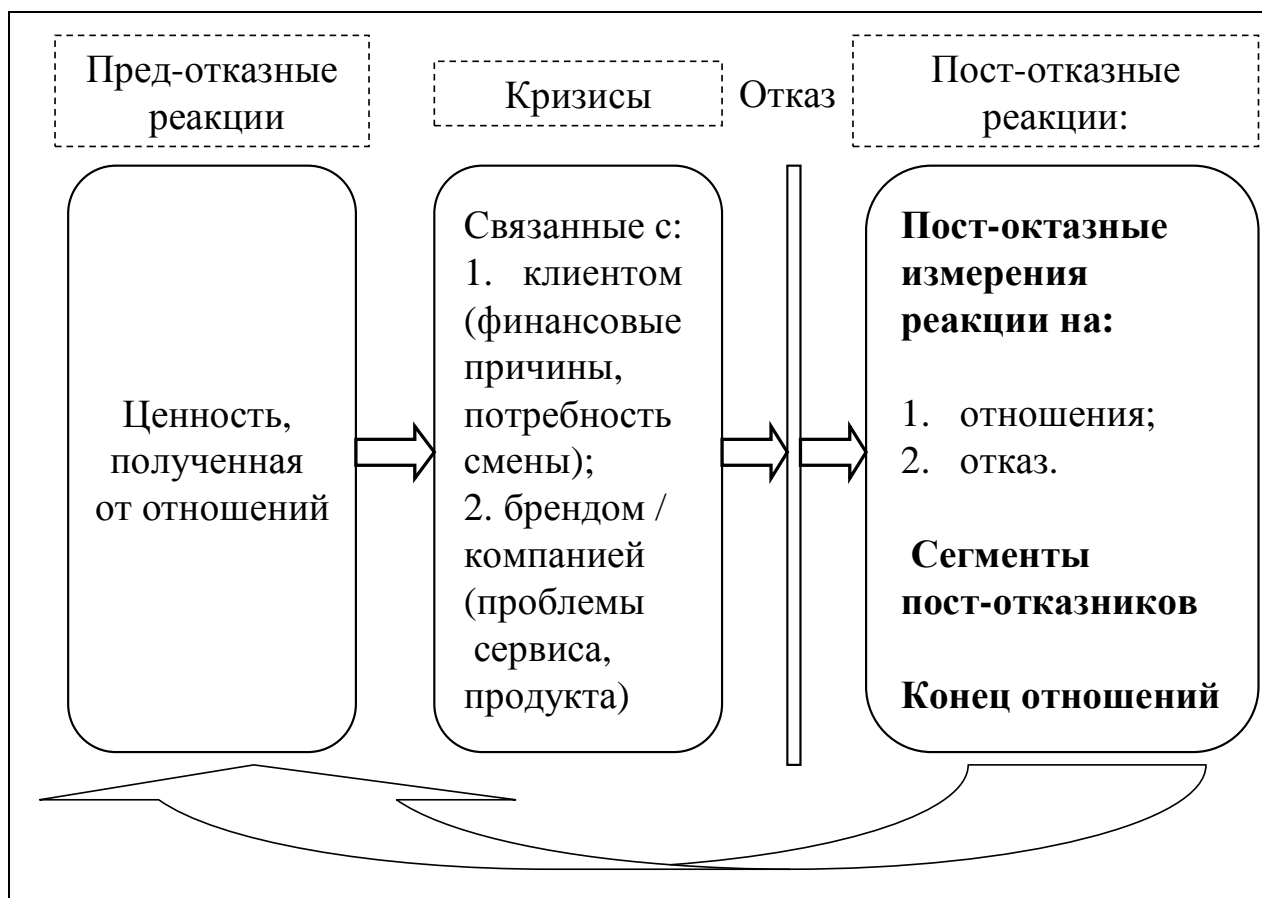 Пред-отказные
реакции
Кризисы
Отказ
Пост-отказные
реакции:
Ценность,
полученная
от отношений
Связанные с:
1. клиентом
(финансовые
причины,
потребность
смены);
2. брендом /
компанией
(проблемы
сервиса,
продукта)
Пост-октазные
измерения
реакции на:
1. отношения;
2. отказ.
Сегменты
пост-отказников
Конец отношений